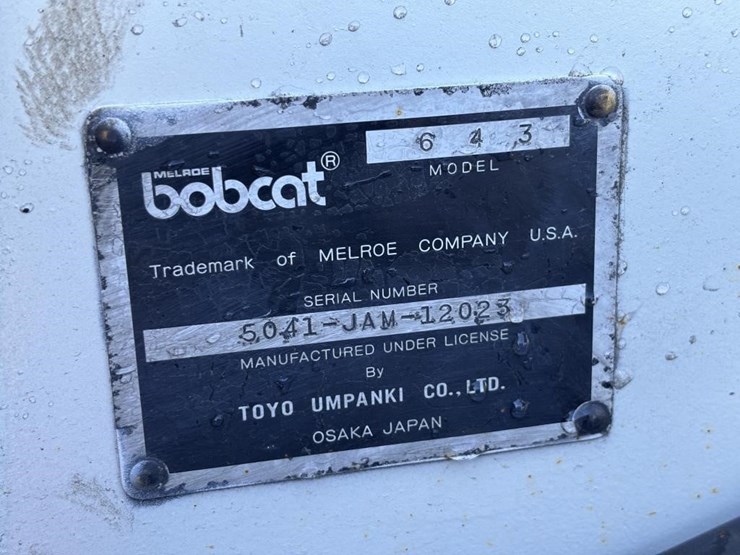 MELROE
bobcat®
6 4 3
MODEL
Trademark of MELROE COMPANY U.S.A.
SERIAL NUMBER
5041-JAM-12023
MANUFACTURED UNDER LICENSE
By
TOYO UMPANKI CO.,LTD.
OSAKA JAPAN